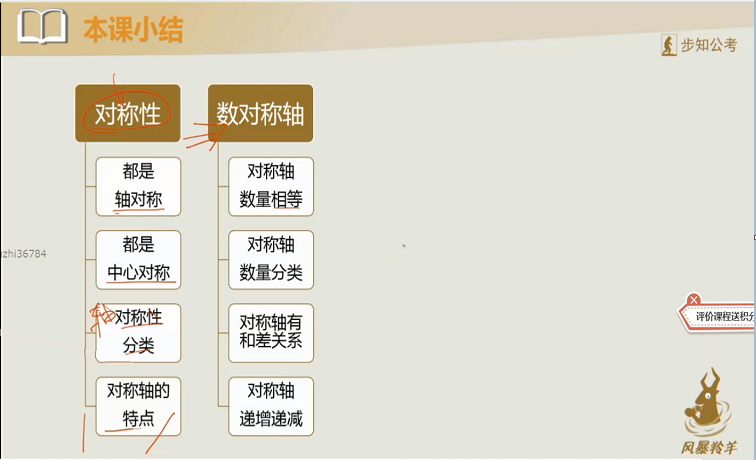 本课小结
步知公考
对称性
都是
轴对称
都是
中心对称
轴对称性
分类
对称轴的
特点
数对称轴
对称轴
数量相等
对称轴
数量分类
对称轴有
和差关系
对称轴
递增递减
zhi36784
评价课程送积分
风暴羚羊